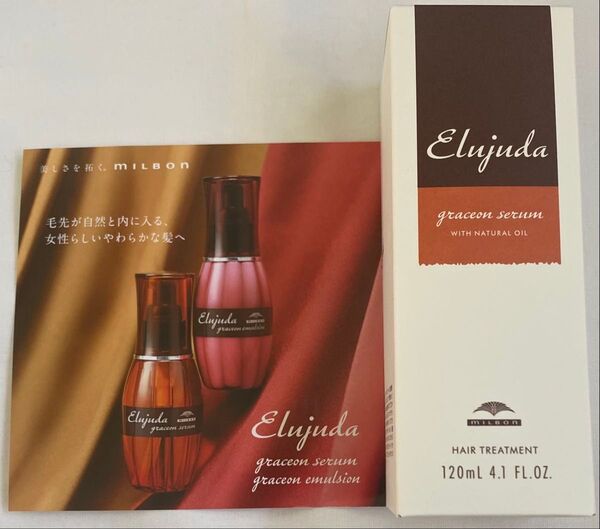 美しさを拓く。 MILBON
毛先が自然と内に入る、
女性らしいやわらかな髪へ
Elujuda
graceon emulsion
Elujuda
graceon serum
Elujuda
graceon serum
graceon emulsion
Elujuda
graceon serum
WITH NATURAL OIL
MILBON
HAIR TREATMENT
120mL 4.1 FL.OZ.